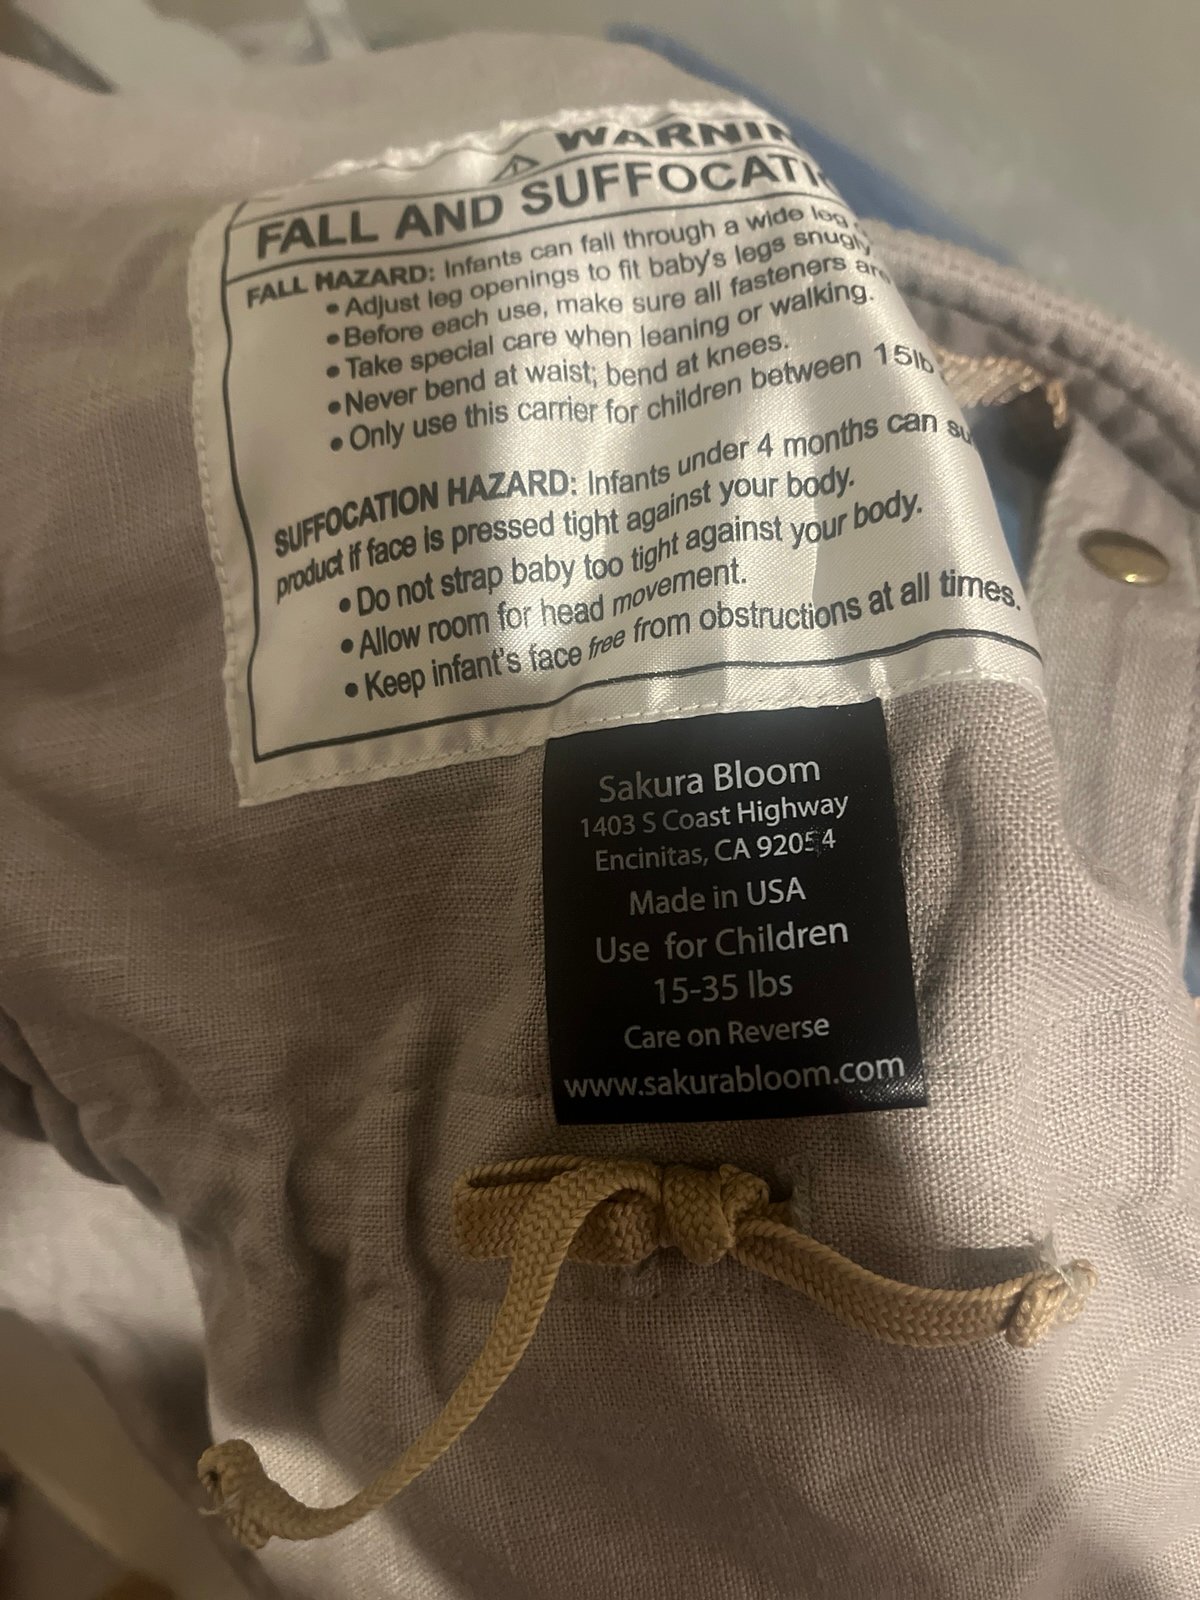 WARNIN
FALL AND SUFFOCATI
FALL HAZARD: Infants can fall through a wide leg
• Adjust leg openings to fit baby's legs snugly
• Before each use, make sure all fasteners are
• Take special care when leaning or walking.
• Never bend at waist; bend at knees.
• Only use this carrier for children between 15lb
SUFFOCATION HAZARD: Infants under 4 months can su
product if face is pressed tight against your body.
• Do not strap baby too tight against your body.
• Allow room for head movement.
• Keep infant's face free from obstructions at all times.
Sakura Bloom
1403 S Coast Highway
Encinitas, CA 92054
Made in USA
Use for Children
15-35 lbs
Care on Reverse
www.sakurabloom.com